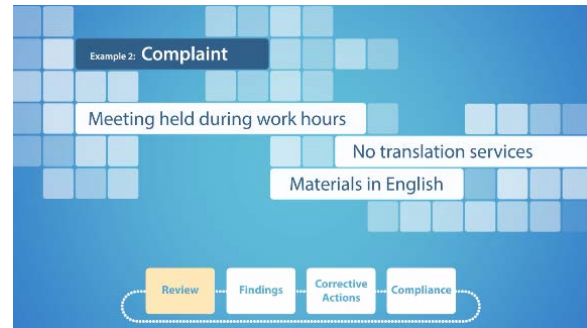 Example 2: Complaint
Meeting held during work hours
No translation services
Materials in English
Review
Findings
Corrective
Actions
Compliance